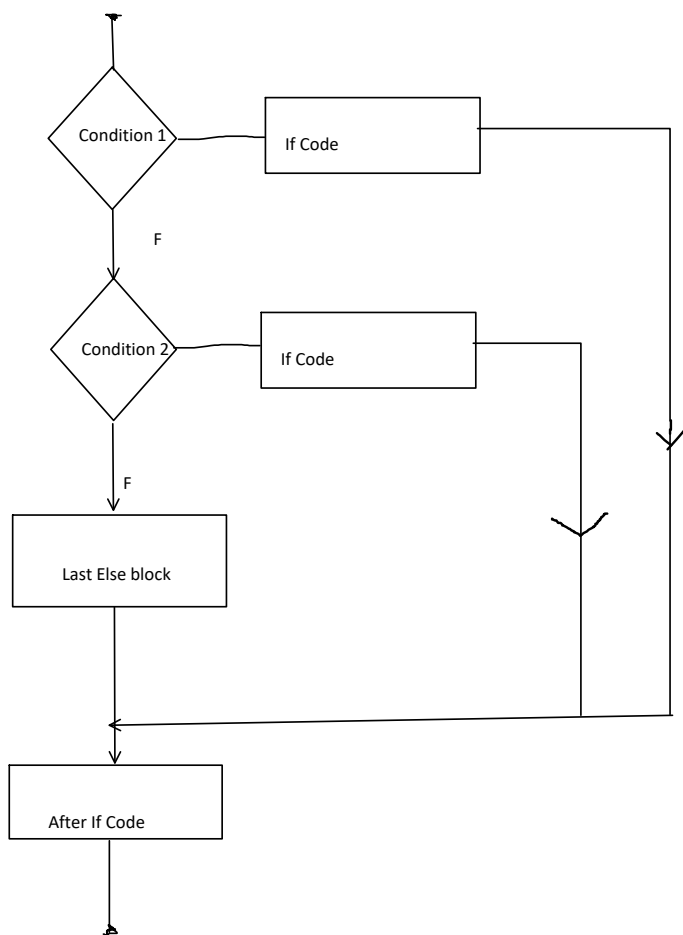 Condition 1
If Code
F
Condition 2
If Code
F
Last Else block
After If Code